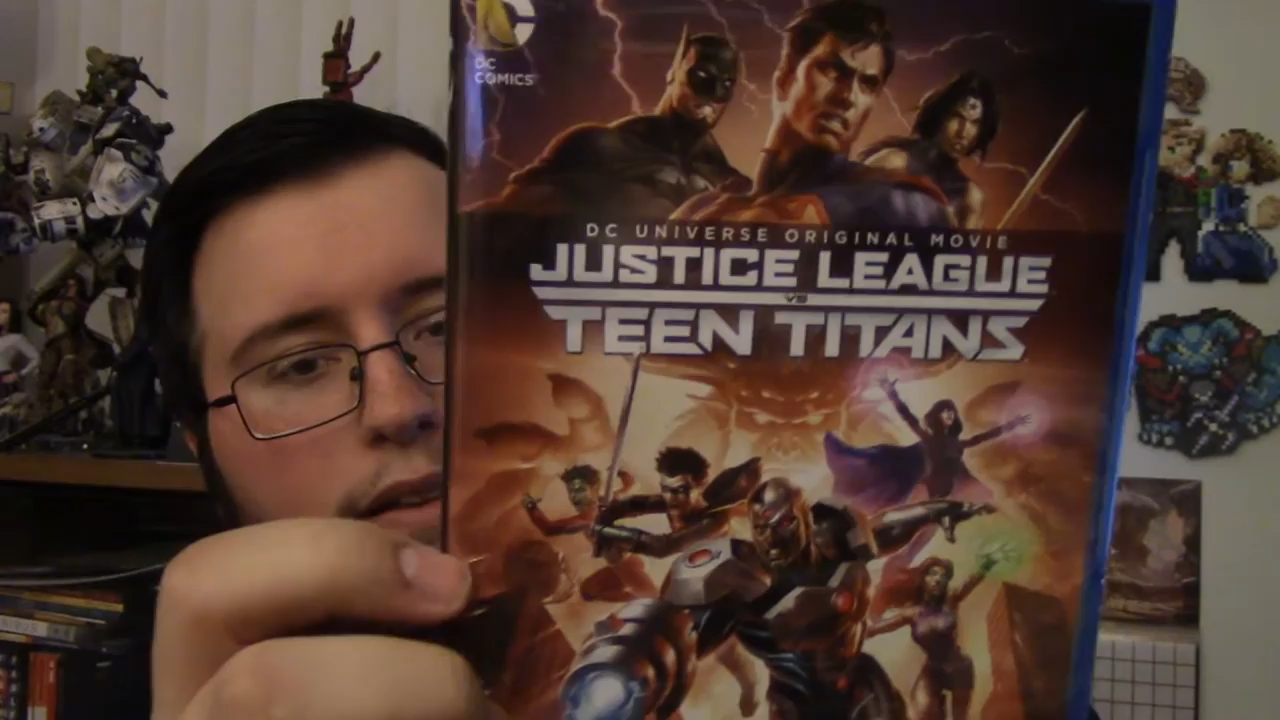 DC
COMICS
DC UNIVERSE ORIGINAL MOVIE
JUSTICE LEAGUE
VS
TEEN TITANS